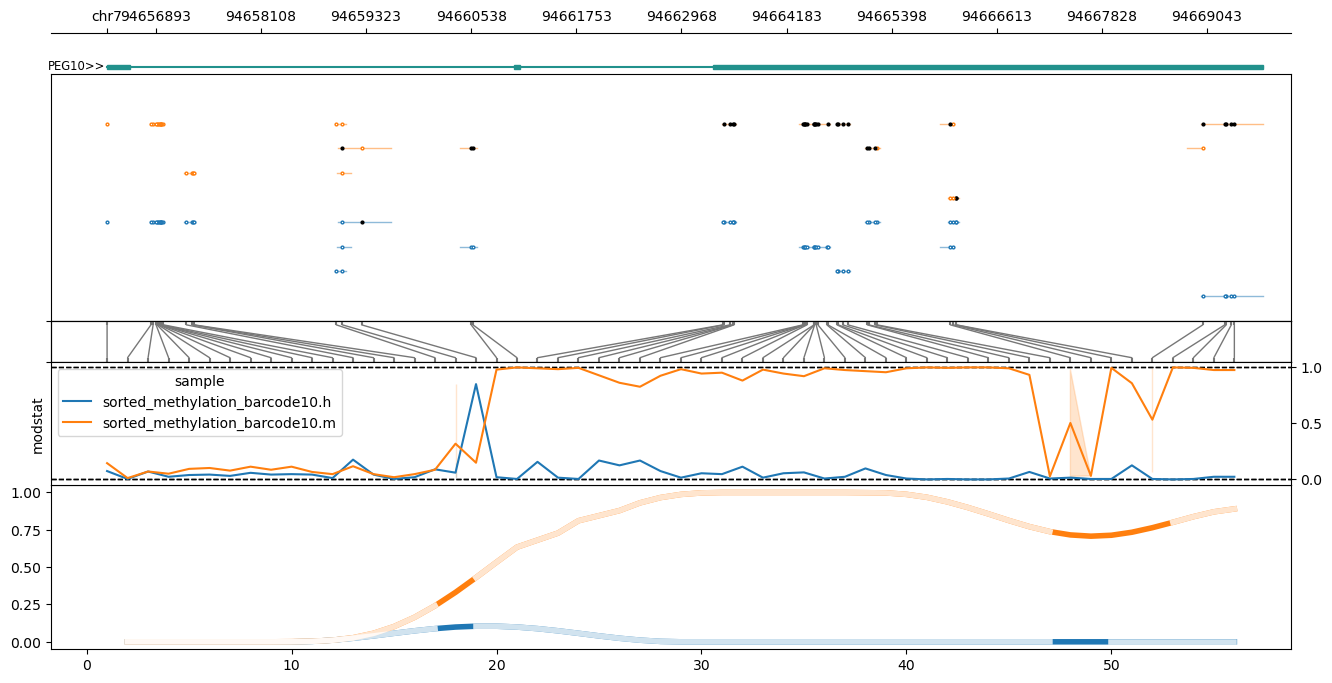 chr794656893 94658108 94659323 94660538 94661753 94662968 94664183 94665398 94666613 94667828 94669043
PEG10>>
sample
sorted_methylation_barcode10.h
sorted_methylation_barcode10.m
modstat
1.0
0.5
0.0
1.00
0.75
0.50
0.25
0.00
0 10 20 30 40 50